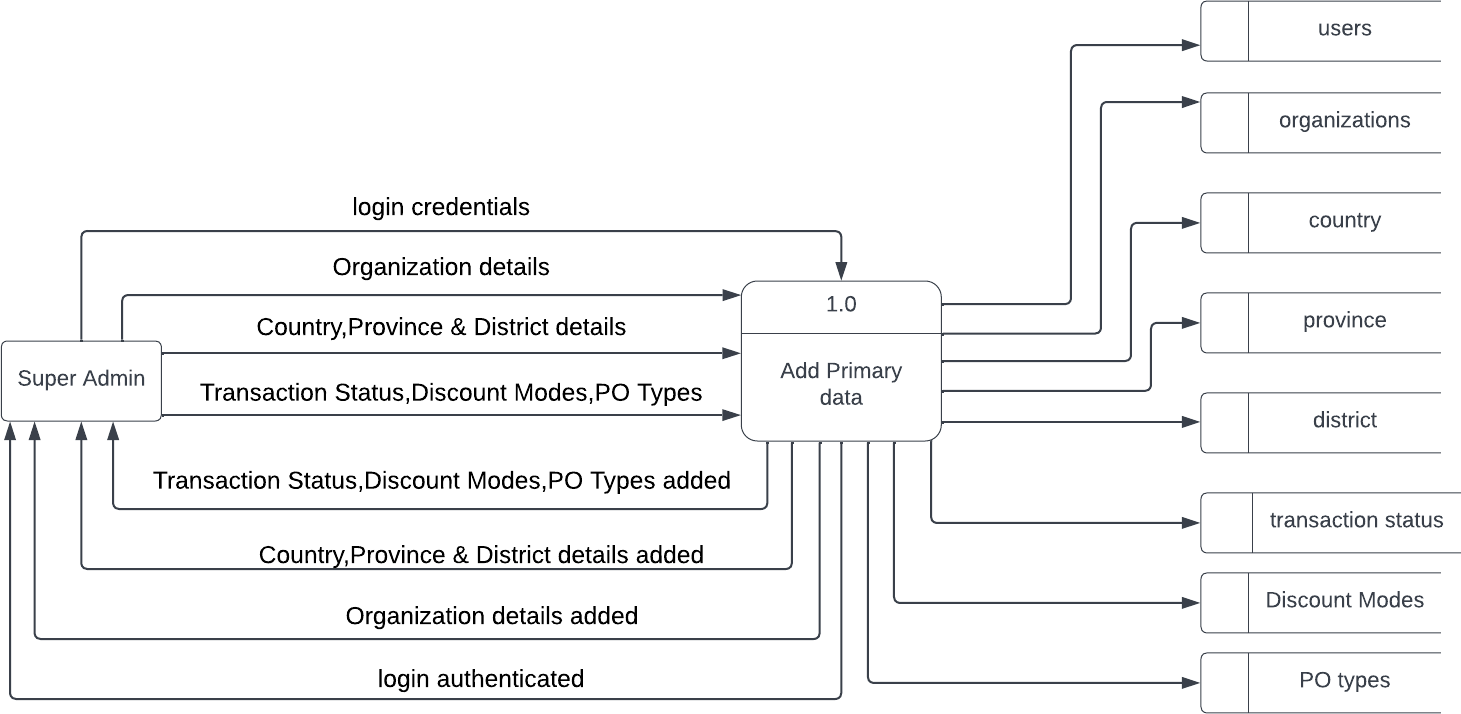 users
organizations
login credentials
country
Organization details
1.0
Country,Province & District details
province
Super Admin
Add Primary
data
Transaction Status,Discount Modes,PO Types
district
Transaction Status,Discount Modes,PO Types added
transaction status
Country,Province & District details added
Discount Modes
Organization details added
login authenticated
PO types